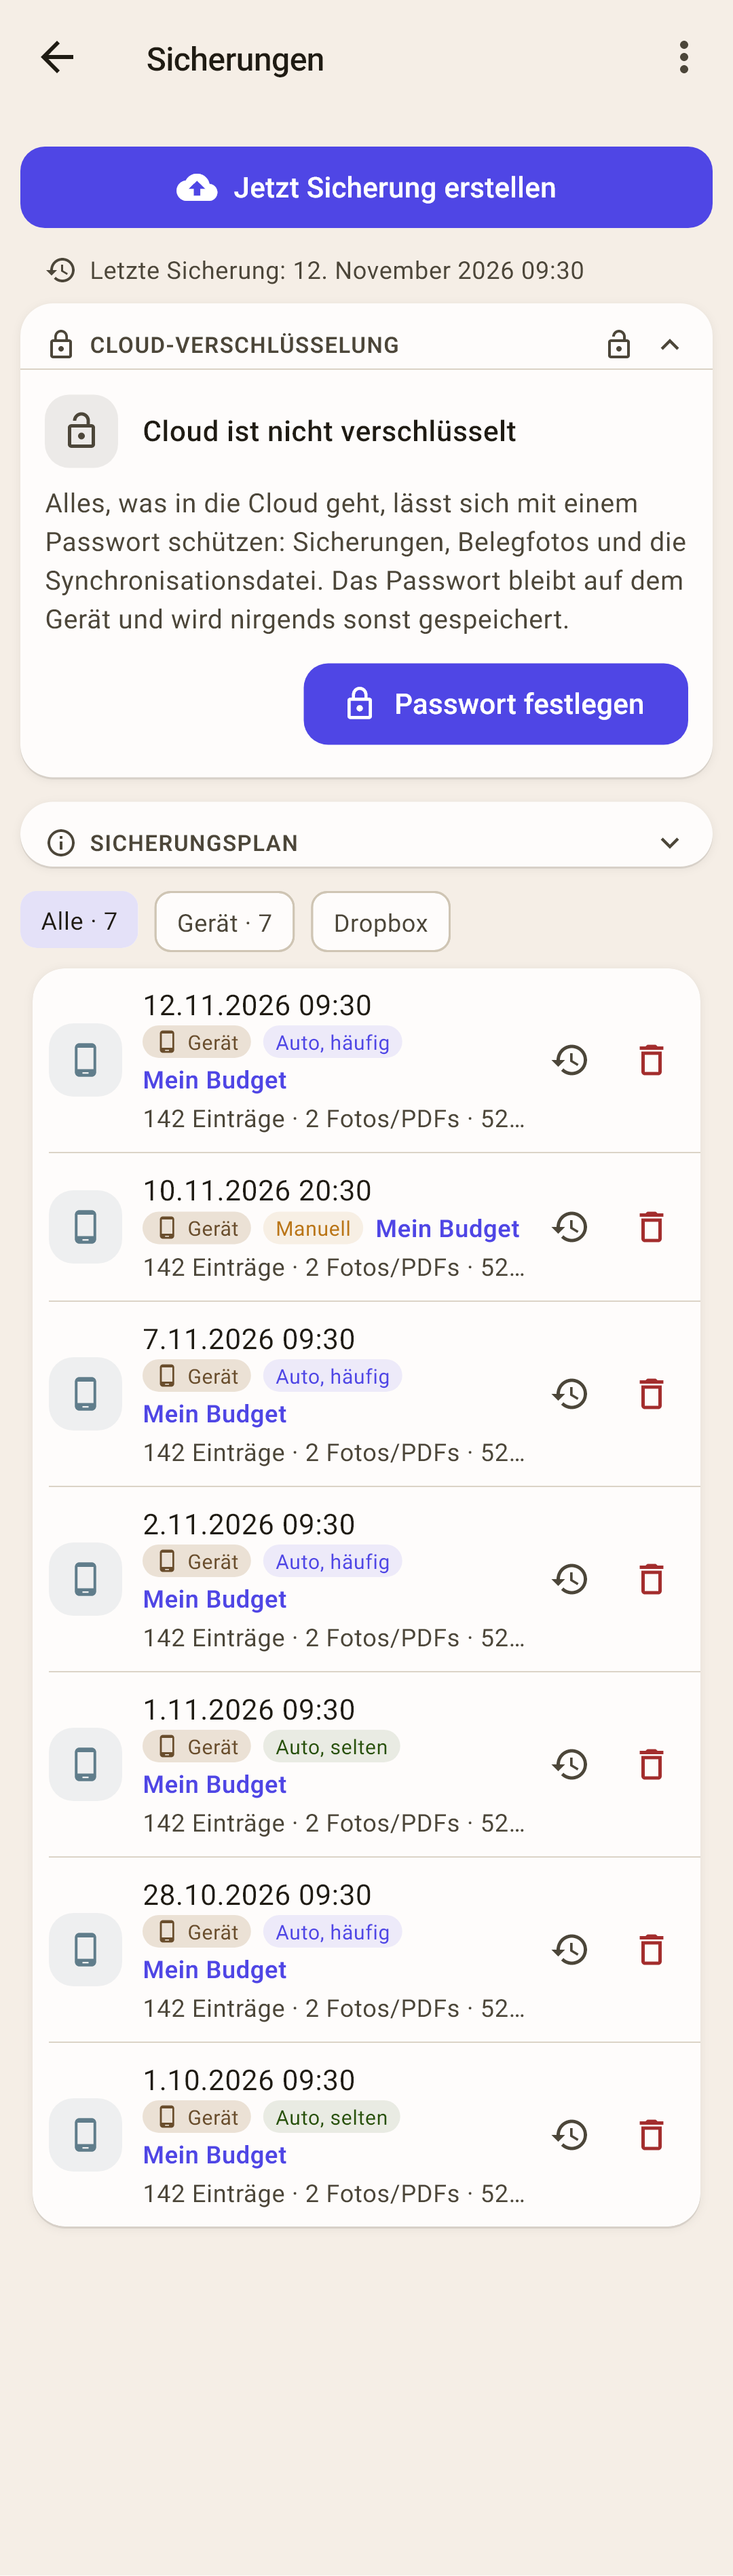 Sicherungen
Jetzt Sicherung erstellen
Letzte Sicherung: 12. November 2026 09:30
CLOUD-VERSCHLÜSSELUNG
Cloud ist nicht verschlüsselt
Alles, was in die Cloud geht, lässt sich mit einem
Passwort schützen: Sicherungen, Belegfotos und die
Synchronisationsdatei. Das Passwort bleibt auf dem
Gerät und wird nirgends sonst gespeichert.
Passwort festlegen
SICHERUNGSPLAN
Alle · 7 Gerät · 7 Dropbox
12.11.2026 09:30
Gerät Auto, häufig
Mein Budget
142 Einträge · 2 Fotos/PDFs · 52…
10.11.2026 20:30
Gerät Manuell Mein Budget
142 Einträge · 2 Fotos/PDFs · 52…
7.11.2026 09:30
Gerät Auto, häufig
Mein Budget
142 Einträge · 2 Fotos/PDFs · 52…
2.11.2026 09:30
Gerät Auto, häufig
Mein Budget
142 Einträge · 2 Fotos/PDFs · 52…
1.11.2026 09:30
Gerät Auto, selten
Mein Budget
142 Einträge · 2 Fotos/PDFs · 52…
28.10.2026 09:30
Gerät Auto, häufig
Mein Budget
142 Einträge · 2 Fotos/PDFs · 52…
1.10.2026 09:30
Gerät Auto, selten
Mein Budget
142 Einträge · 2 Fotos/PDFs · 52…